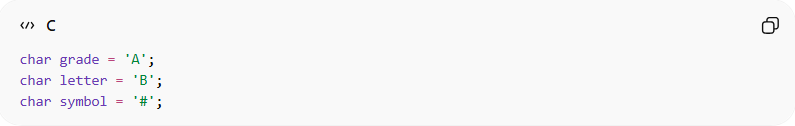 C
char grade = 'A';
char letter = 'B';
char symbol = '#';